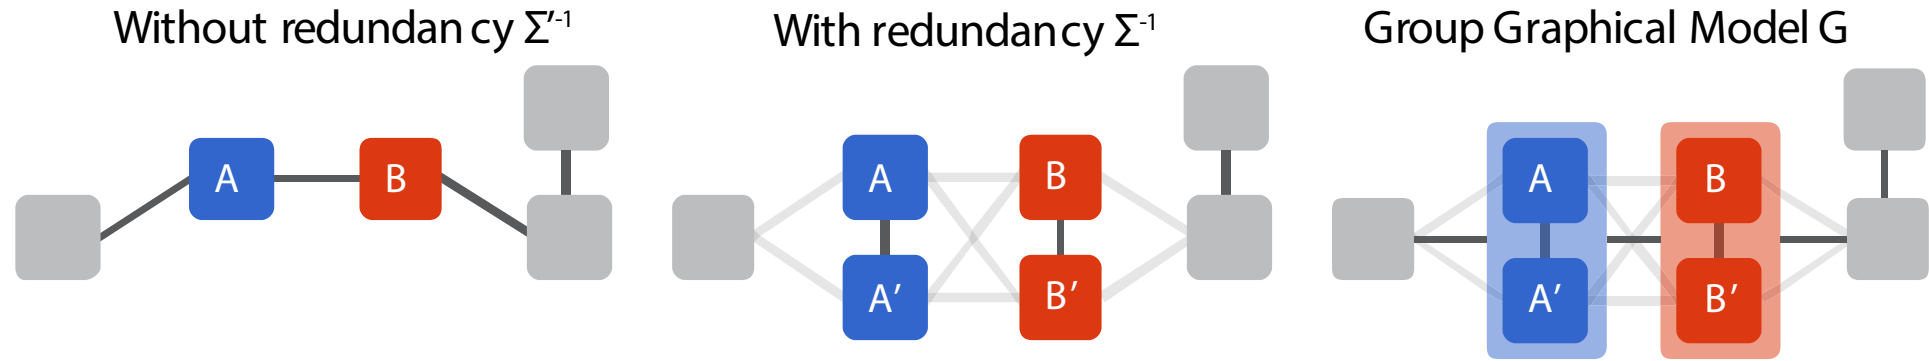 Without redundancy Σ′⁻¹
With redundancy Σ⁻¹
Group Graphical Model G
A
B
A
B
A′
B′
A
B
A′
B′